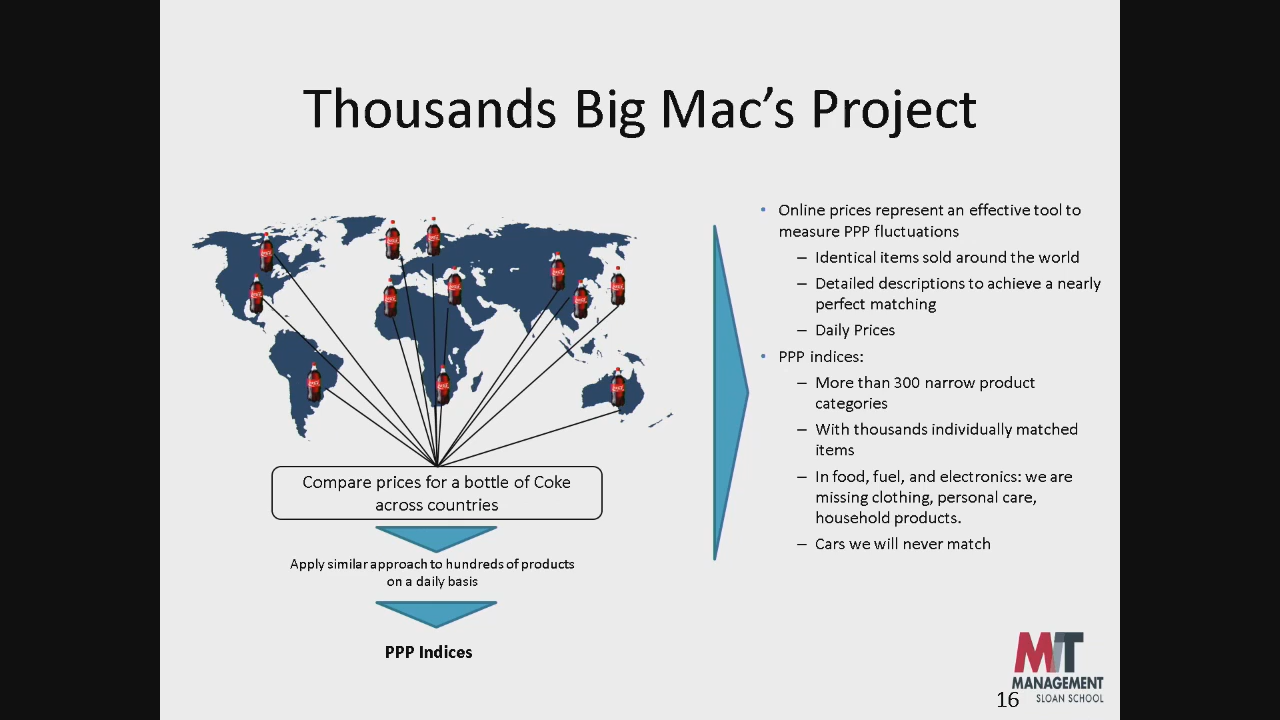 Thousands Big Mac's Project
Compare prices for a bottle of Coke
across countries
Apply similar approach to hundreds of products
on a daily basis
PPP Indices
• Online prices represent an effective tool to
measure PPP fluctuations
– Identical items sold around the world
– Detailed descriptions to achieve a nearly
perfect matching
– Daily Prices
• PPP indices:
– More than 300 narrow product
categories
– With thousands individually matched
items
– In food, fuel, and electronics: we are
missing clothing, personal care,
household products.
– Cars we will never match
MIT
MANAGEMENT
SLOAN SCHOOL
16